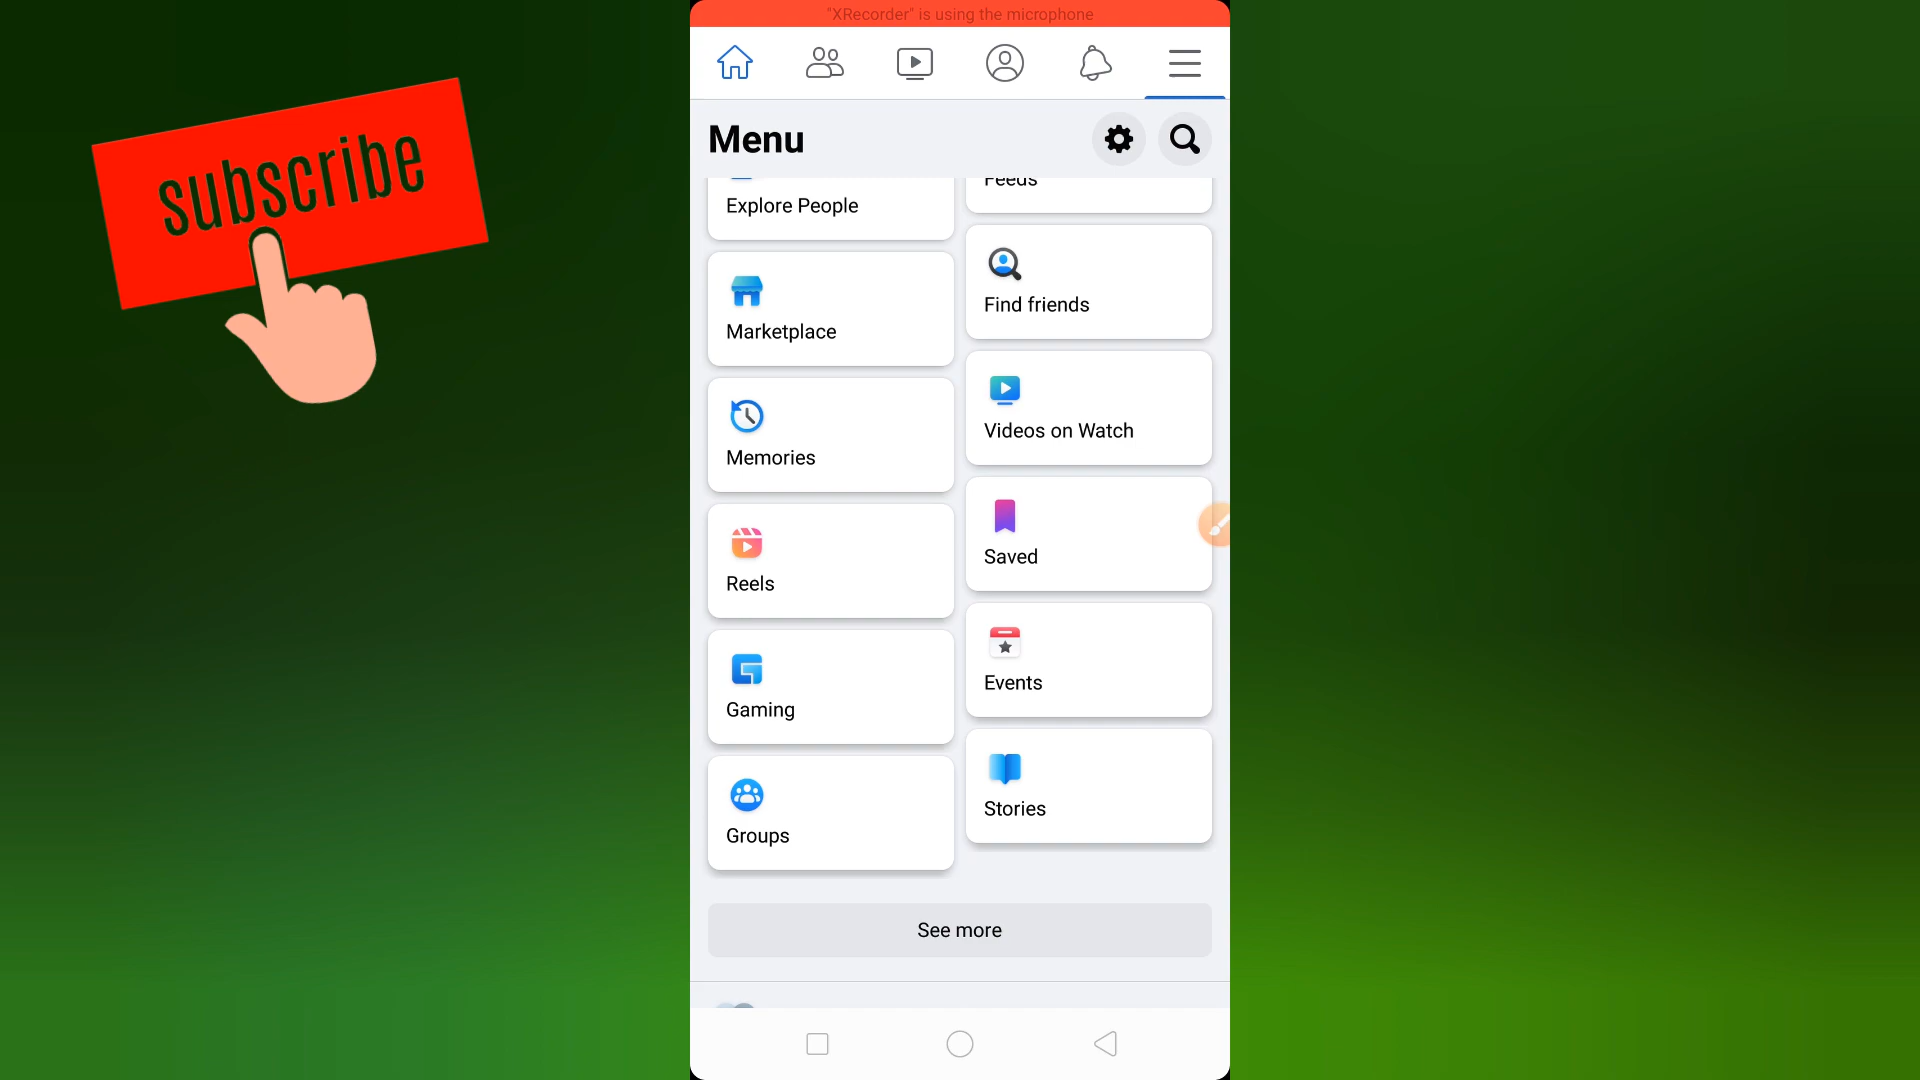 "XRecorder" is using the microphone
subscribe
Menu
Feeds
Explore People
Find friends
Marketplace
Videos on Watch
Memories
Saved
Reels
Events
Gaming
Stories
Groups
See more